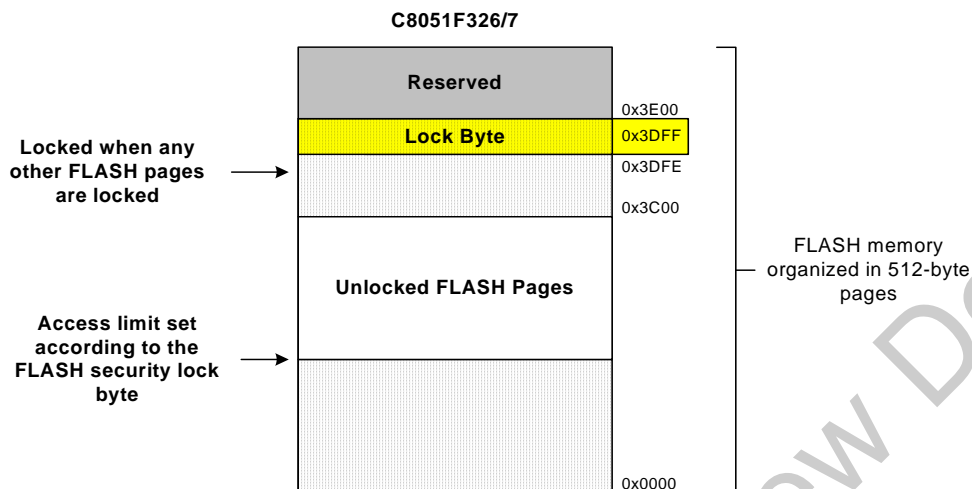 C8051F326/7
Reserved
0x3E00
Lock Byte
0x3DFF
Locked when any
other FLASH pages
are locked
0x3DFE
0x3C00
Unlocked FLASH Pages
FLASH memory
organized in 512-byte
pages
Access limit set
according to the
FLASH security lock
byte
0x0000